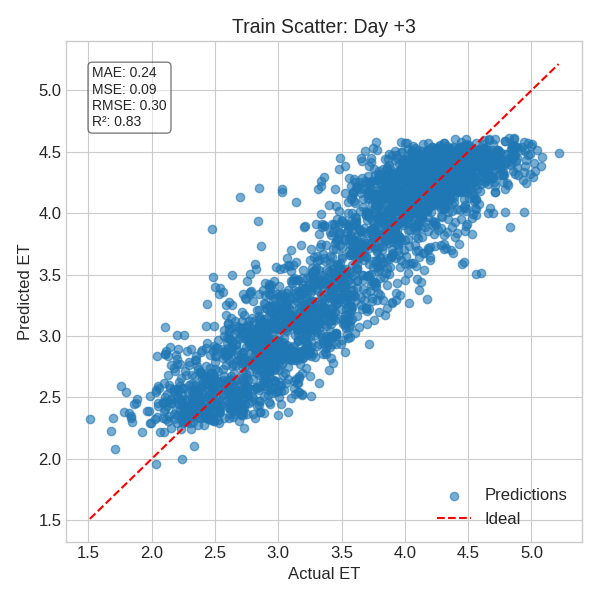 Train Scatter: Day +3
MAE: 0.24
MSE: 0.09
RMSE: 0.30
R²: 0.83
Predicted ET
5.0
4.5
4.0
3.5
3.0
2.5
2.0
1.5
Predictions
Ideal
1.5 2.0 2.5 3.0 3.5 4.0 4.5 5.0
Actual ET